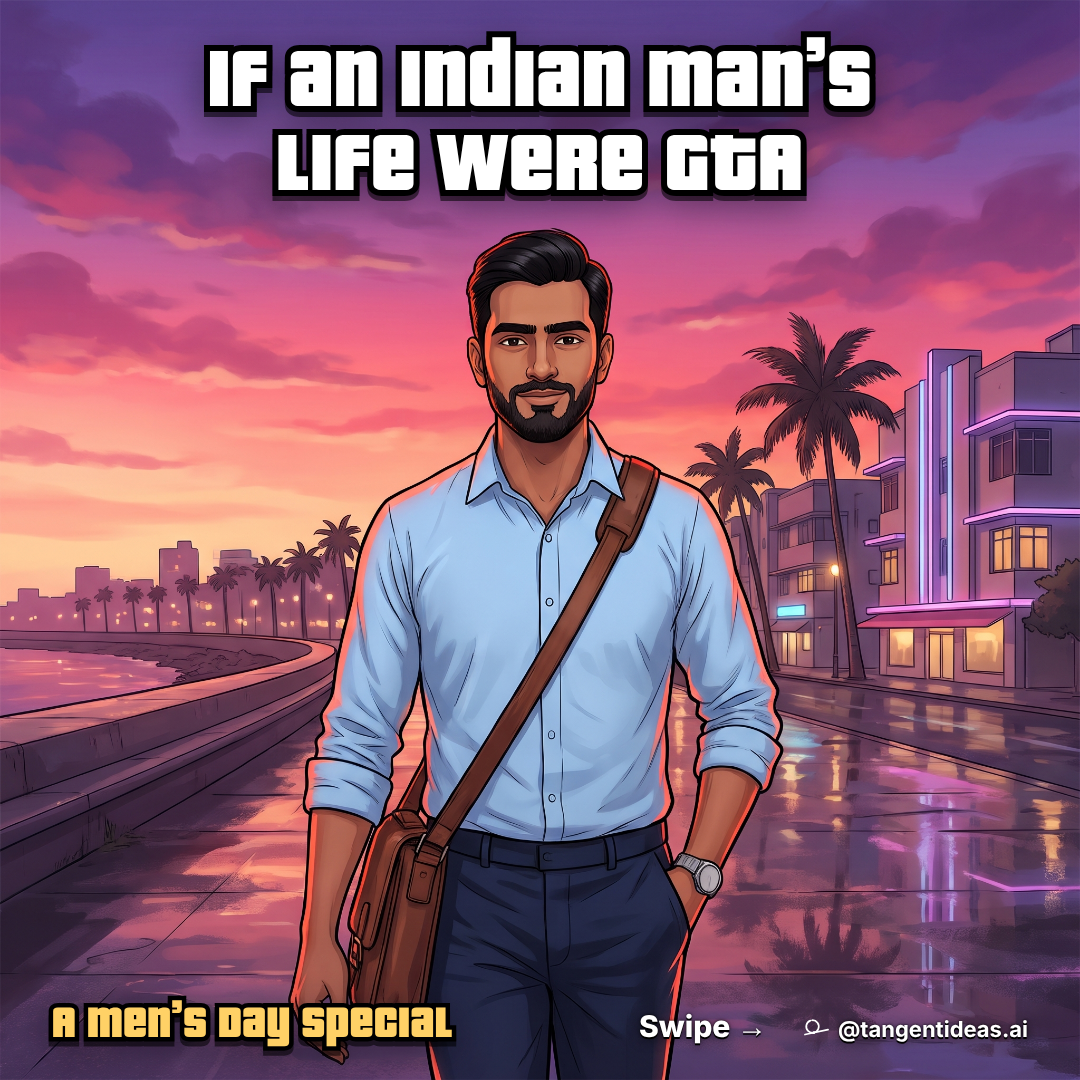 If an Indian man's
Life were GTA
A men's Day special
Swipe →
@tangentideas.ai